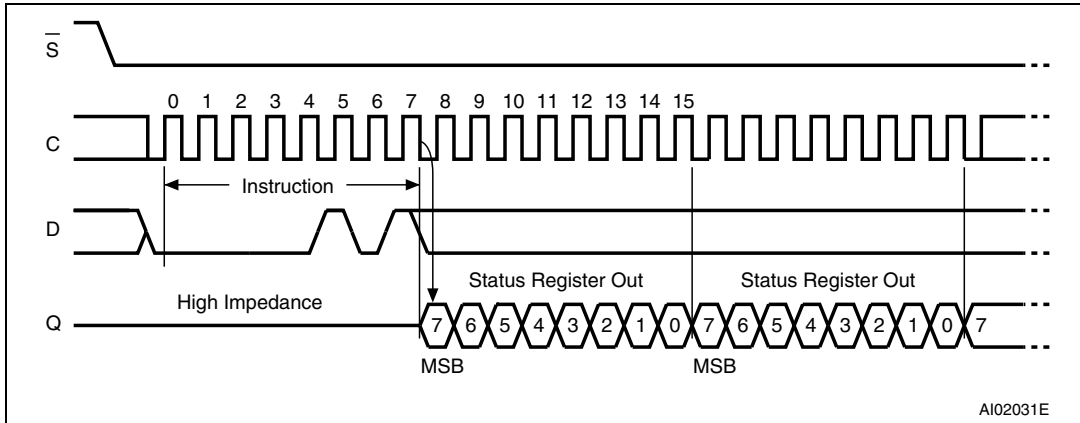 S
0 1 2 3 4 5 6 7 8 9 10 11 12 13 14 15
C
Instruction
D
Status Register Out Status Register Out
High Impedance
Q 7 6 5 4 3 2 1 0 7 6 5 4 3 2 1 0 7
MSB MSB
AI02031E